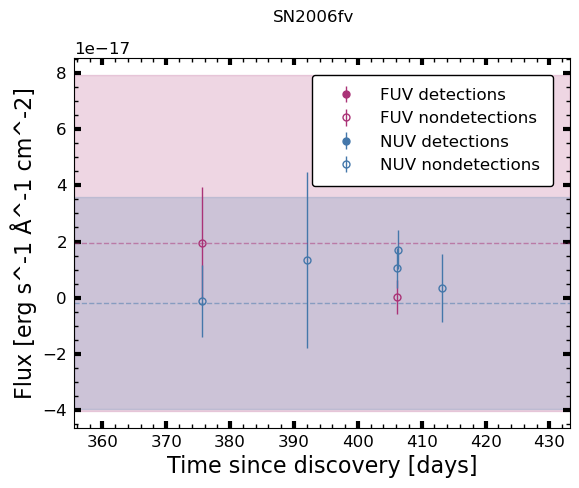 SN2006fv
1e−17
8
6
4
2
0
−2
−4
Flux [erg s^-1 Å^-1 cm^-2]
FUV detections
FUV nondetections
NUV detections
NUV nondetections
360 370 380 390 400 410 420 430
Time since discovery [days]